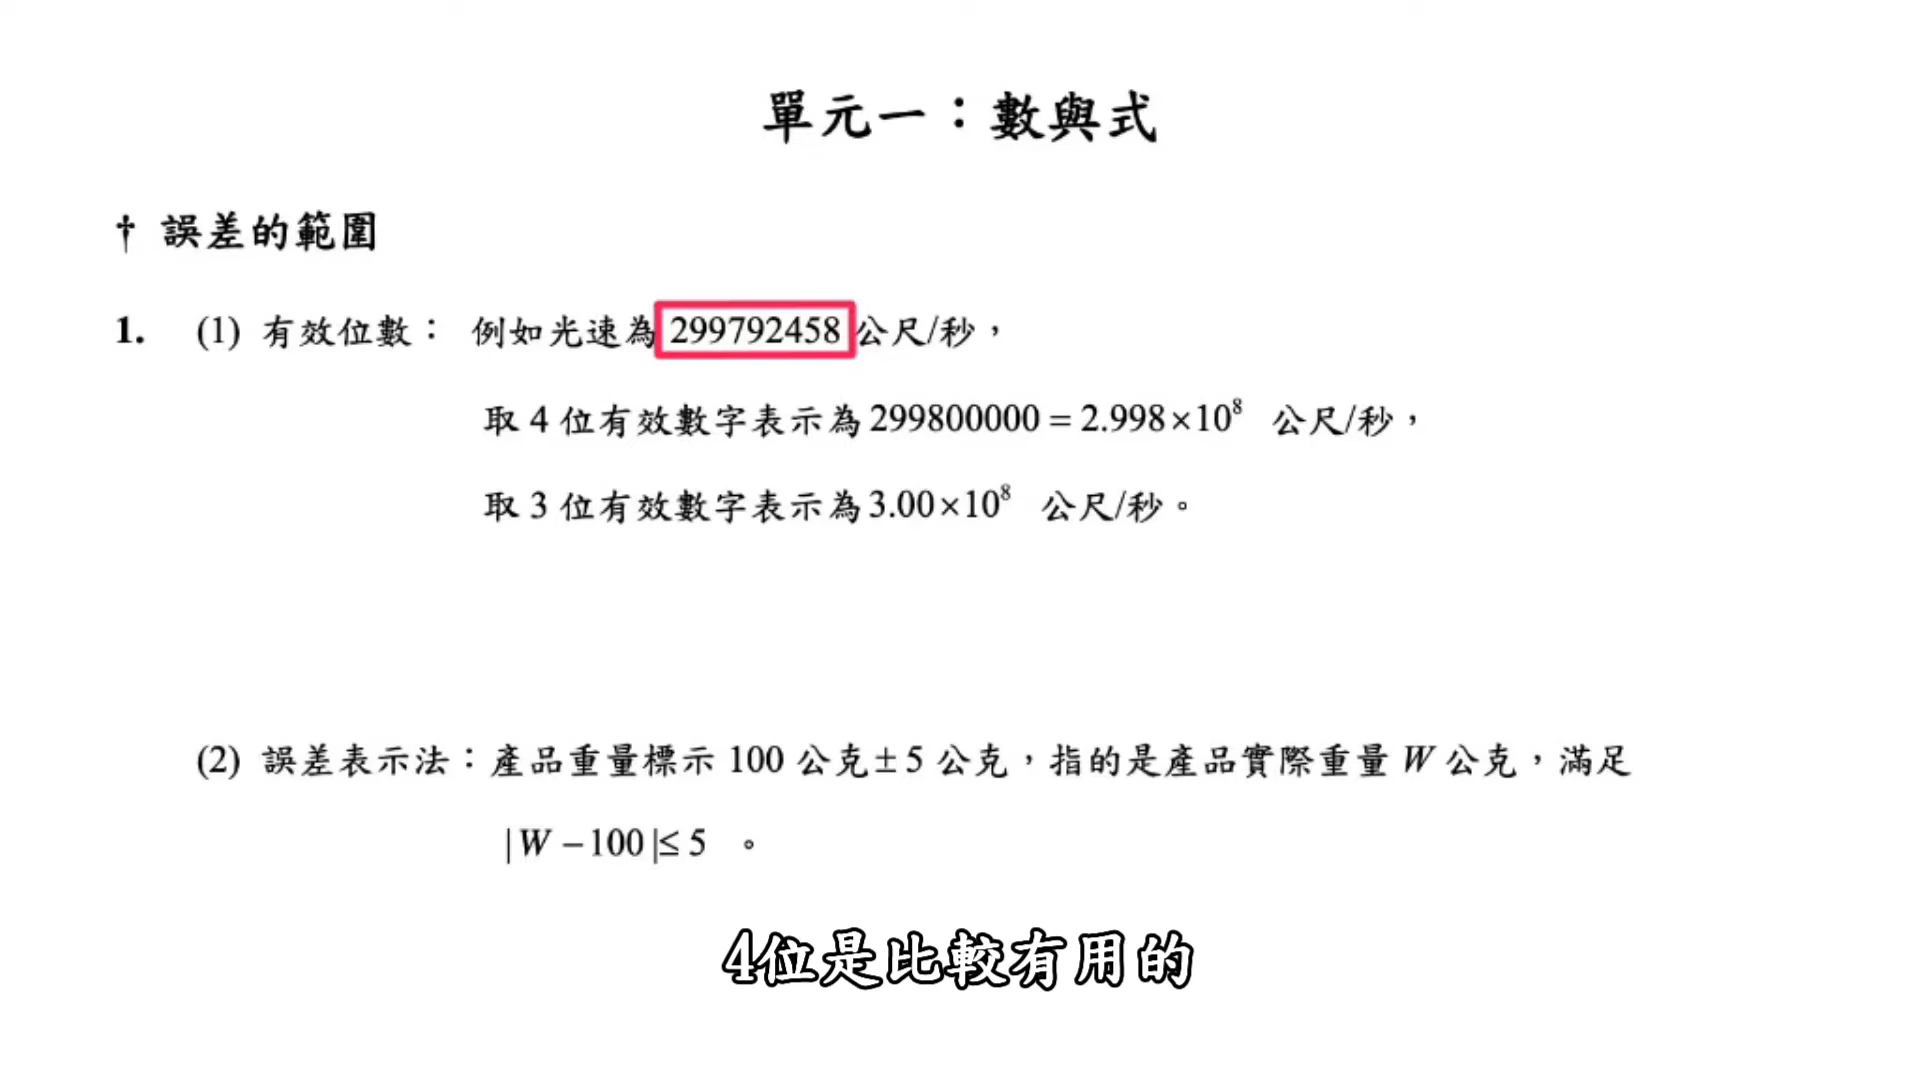 單元一：數與式
† 誤差的範圍
1. (1) 有效位數： 例如光速為 299792458 公尺/秒，
取 4 位有效數字表示為 299800000 = 2.998×10⁸ 公尺/秒，
取 3 位有效數字表示為 3.00×10⁸ 公尺/秒。
(2) 誤差表示法：產品重量標示 100 公克±5 公克，指的是產品實際重量 W 公克，滿足
|W−100|≤5 。
4位是比較有用的